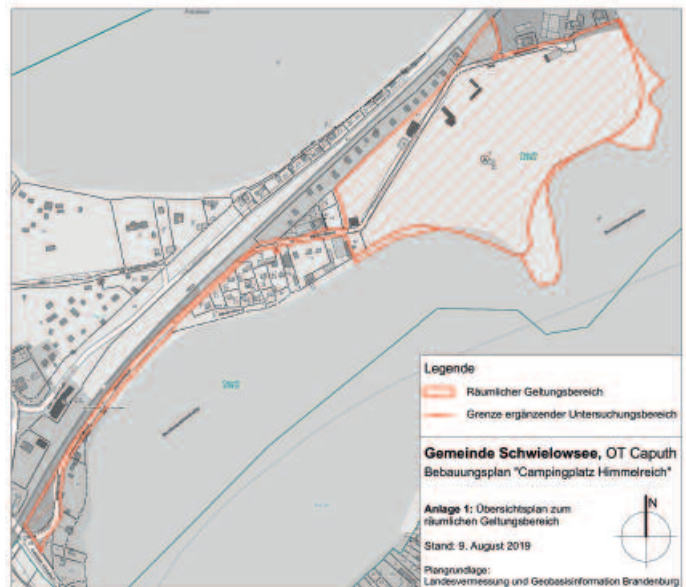 Legende
Räumlicher Geltungsbereich
Grenze ergänzender Untersuchungsbereich
Gemeinde Schwielowsee, OT Caputh
Bebauungsplan "Campingplatz Himmelreich"
Anlage 1: Übersichtsplan zum
räumlichen Geltungsbereich
N
Stand: 9. August 2019
Plangrundlage:
Landesvermessung und Geobasisinformation Brandenburg